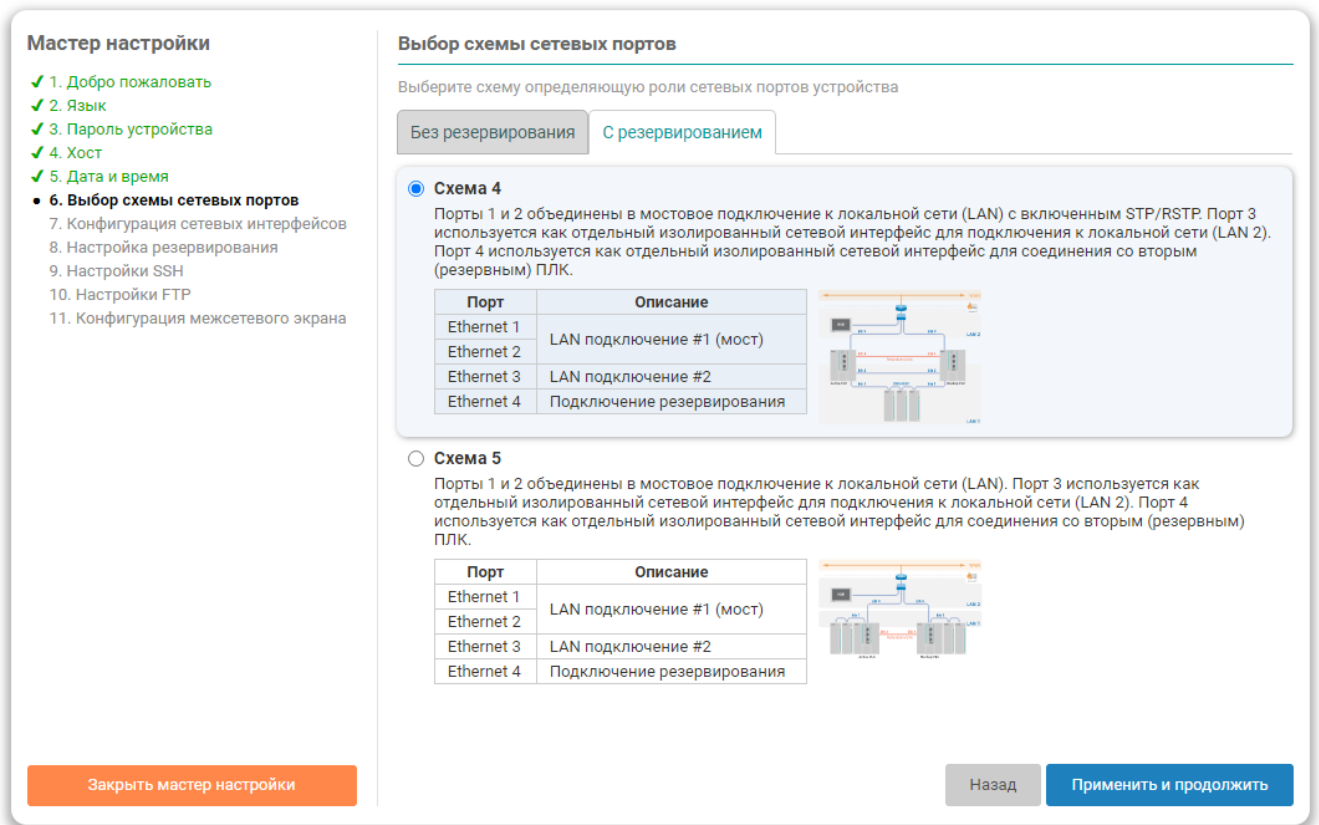 Мастер настройки
✔ 1. Добро пожаловать
✔ 2. Язык
✔ 3. Пароль устройства
✔ 4. Хост
✔ 5. Дата и время
• 6. Выбор схемы сетевых портов
7. Конфигурация сетевых интерфейсов
8. Настройка резервирования
9. Настройки SSH
10. Настройки FTP
11. Конфигурация межсетевого экрана
Закрыть мастер настройки
Выбор схемы сетевых портов
Выберите схему определяющую роли сетевых портов устройства
Без резервирования
С резервированием
Схема 4
Порты 1 и 2 объединены в мостовое подключение к локальной сети (LAN) с включенным STP/RSTP. Порт 3
используется как отдельный изолированный сетевой интерфейс для подключения к локальной сети (LAN 2).
Порт 4 используется как отдельный изолированный сетевой интерфейс для соединения со вторым
(резервным) ПЛК.
Порт Описание
Ethernet 1
LAN подключение #1 (мост)
Ethernet 2
Ethernet 3 LAN подключение #2
Ethernet 4 Подключение резервирования
LAN 2
LAN 1
Схема 5
Порты 1 и 2 объединены в мостовое подключение к локальной сети (LAN). Порт 3 используется как
отдельный изолированный сетевой интерфейс для подключения к локальной сети (LAN 2). Порт 4
используется как отдельный изолированный сетевой интерфейс для соединения со вторым (резервным)
ПЛК.
Порт Описание
Ethernet 1
LAN подключение #1 (мост)
Ethernet 2
Ethernet 3 LAN подключение #2
Ethernet 4 Подключение резервирования
LAN 2
LAN 1
Назад
Применить и продолжить